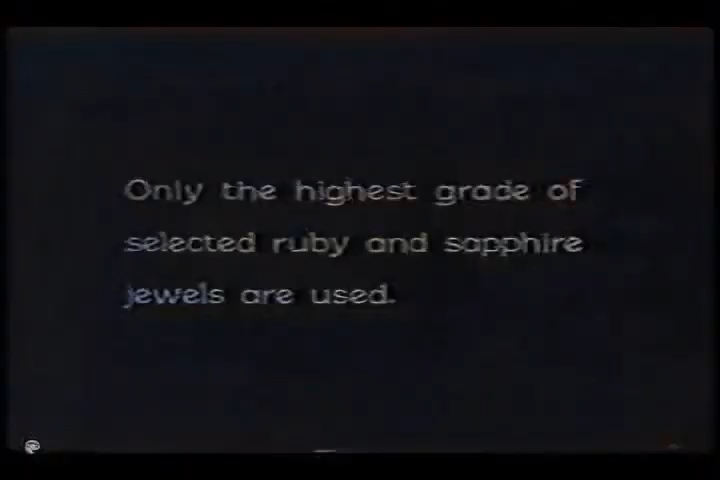 Only the highest grade of
selected ruby and sapphire
jewels are used.